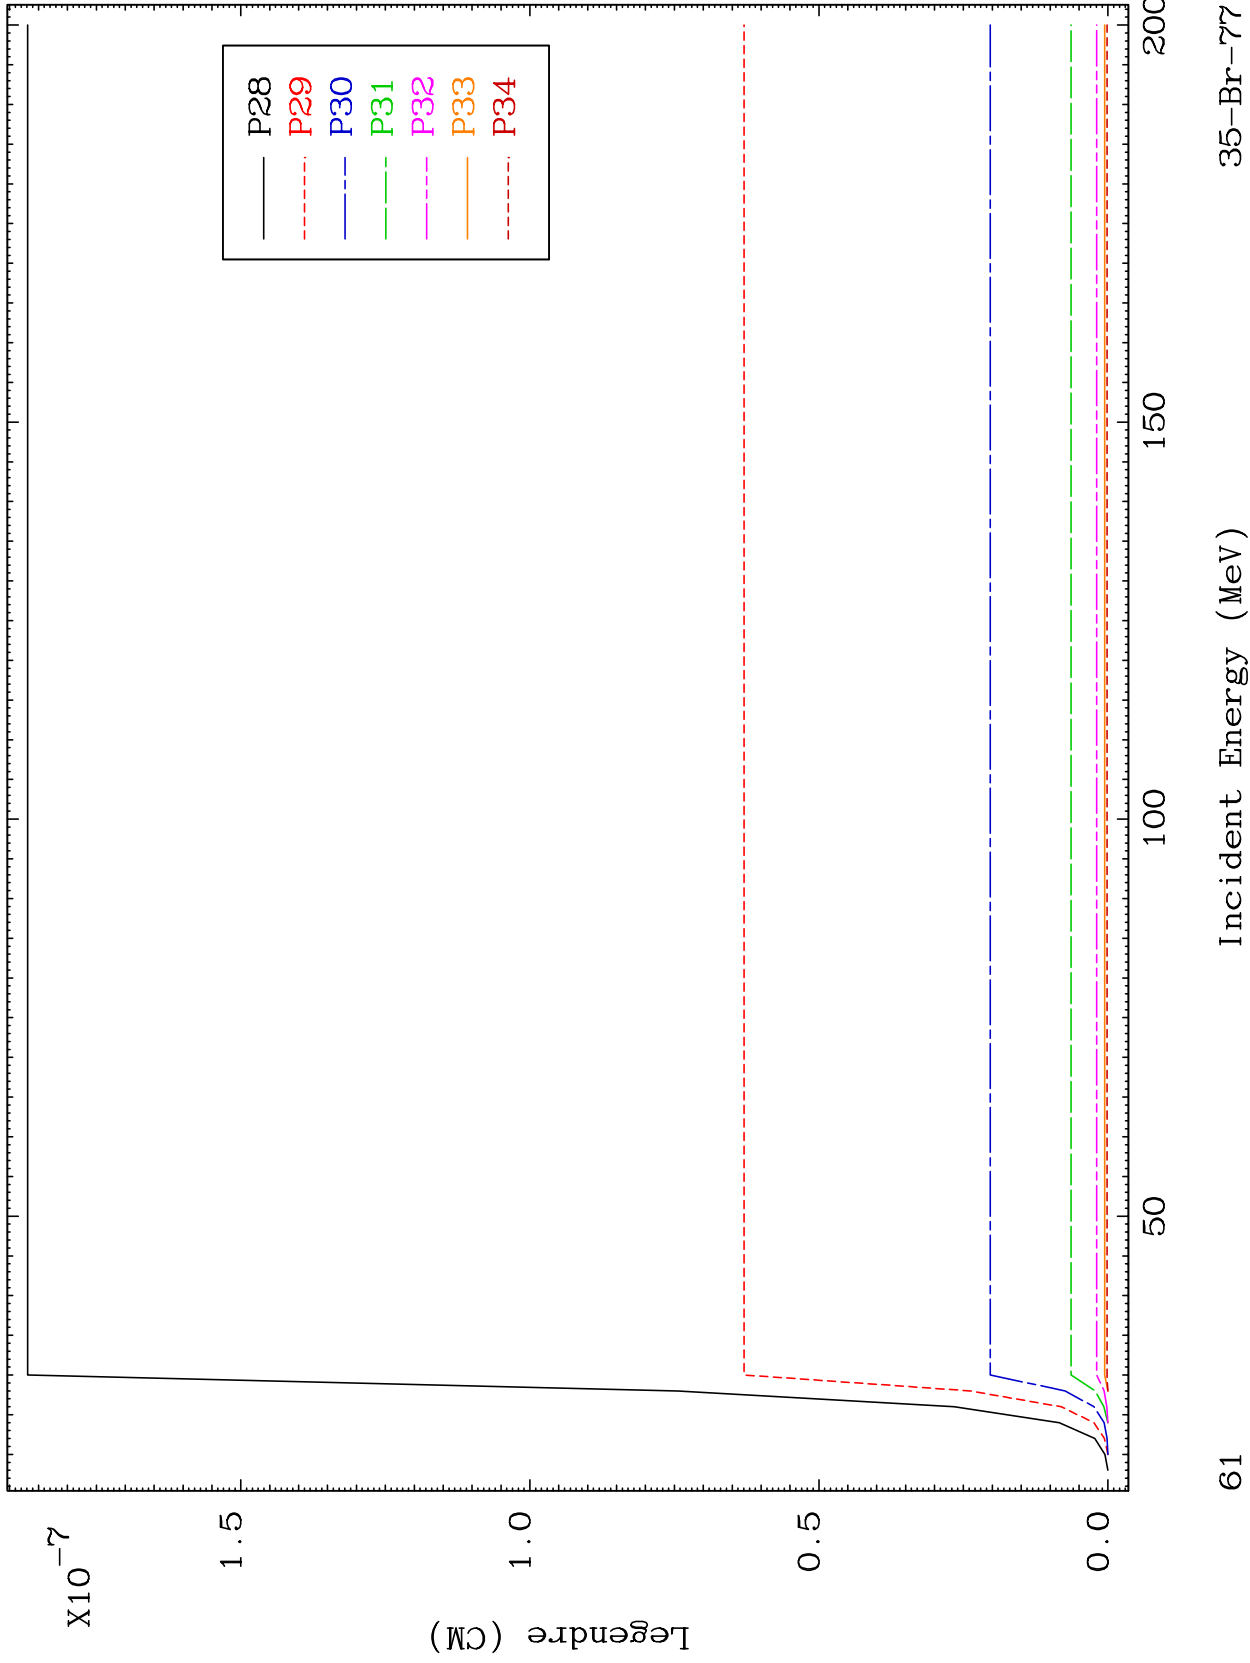 X10-7
1.5
1.0
0.5
0.0
Legendre (CM)
P28
P29
P30
P31
P32
P33
P34
50
100
150
200
Incident Energy (MeV)
61
35-Br-77